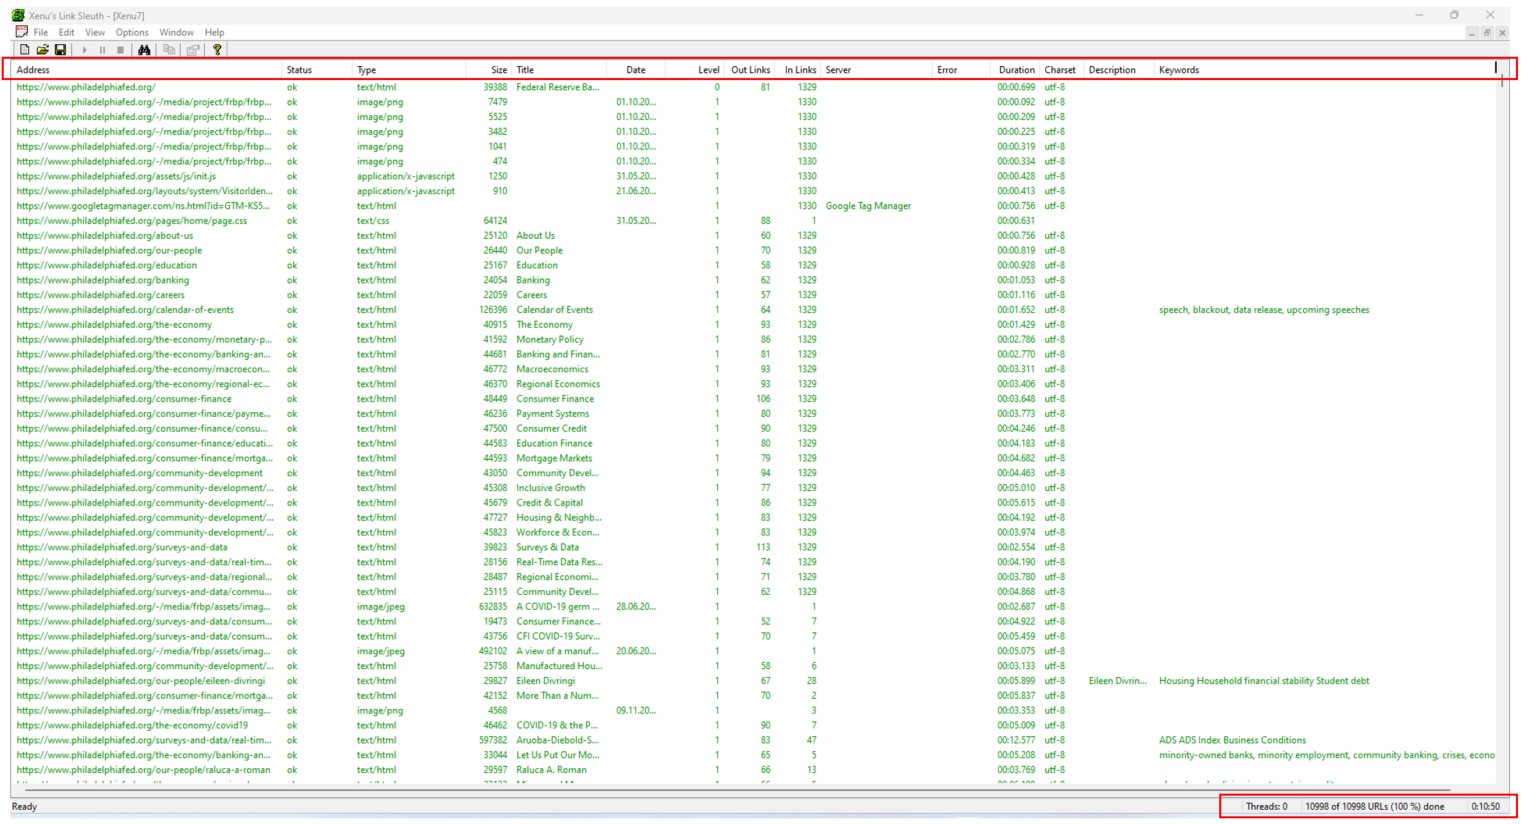 Xenu's Link Sleuth - [Xenu7]
File Edit View Options Window Help
Address Status Type Size Title Date Level Out Links In Links Server Error Duration Charset Description Keywords
https://www.philadelphiafed.org/ ok text/html 39388 Federal Reserve Ba... 0 81 1329 00:00.699 utf-8
https://www.philadelphiafed.org/-/media/project/frbp/frbp... ok image/png 7479 01.10.20... 1 1330 00:00.092 utf-8
https://www.philadelphiafed.org/-/media/project/frbp/frbp... ok image/png 5525 01.10.20... 1 1330 00:00.209 utf-8
https://www.philadelphiafed.org/-/media/project/frbp/frbp... ok image/png 3482 01.10.20... 1 1330 00:00.225 utf-8
https://www.philadelphiafed.org/-/media/project/frbp/frbp... ok image/png 1041 01.10.20... 1 1330 00:00.319 utf-8
https://www.philadelphiafed.org/-/media/project/frbp/frbp... ok image/png 474 01.10.20... 1 1330 00:00.334 utf-8
https://www.philadelphiafed.org/assets/js/init.js ok application/x-javascript 1250 31.05.20... 1 1330 00:00.428 utf-8
https://www.philadelphiafed.org/layouts/system/VisitorIden... ok application/x-javascript 910 21.06.20... 1 1330 00:00.413 utf-8
https://www.googletagmanager.com/ns.html?id=GTM-KS5... ok text/html 1 1330 Google Tag Manager 00:00.756 utf-8
https://www.philadelphiafed.org/pages/home/page.css ok text/css 64124 31.05.20... 1 88 1 00:00.631
https://www.philadelphiafed.org/about-us ok text/html 25120 About Us 1 60 1329 00:00.756 utf-8
https://www.philadelphiafed.org/our-people ok text/html 26440 Our People 1 70 1329 00:00.819 utf-8
https://www.philadelphiafed.org/education ok text/html 25167 Education 1 58 1329 00:00.928 utf-8
https://www.philadelphiafed.org/banking ok text/html 24054 Banking 1 62 1329 00:01.053 utf-8
https://www.philadelphiafed.org/careers ok text/html 22059 Careers 1 57 1329 00:01.116 utf-8
https://www.philadelphiafed.org/calendar-of-events ok text/html 126396 Calendar of Events 1 64 1329 00:01.652 utf-8 speech, blackout, data release, upcoming speeches
https://www.philadelphiafed.org/the-economy ok text/html 40915 The Economy 1 93 1329 00:01.429 utf-8
https://www.philadelphiafed.org/the-economy/monetary-p... ok text/html 41592 Monetary Policy 1 86 1329 00:02.786 utf-8
https://www.philadelphiafed.org/the-economy/banking-an... ok text/html 44681 Banking and Finan... 1 81 1329 00:02.770 utf-8
https://www.philadelphiafed.org/the-economy/macroecon... ok text/html 46772 Macroeconomics 1 93 1329 00:03.311 utf-8
https://www.philadelphiafed.org/the-economy/regional-ec... ok text/html 46370 Regional Economics 1 93 1329 00:03.406 utf-8
https://www.philadelphiafed.org/consumer-finance ok text/html 48449 Consumer Finance 1 106 1329 00:03.648 utf-8
https://www.philadelphiafed.org/consumer-finance/payme... ok text/html 46236 Payment Systems 1 80 1329 00:03.773 utf-8
https://www.philadelphiafed.org/consumer-finance/consu... ok text/html 47500 Consumer Credit 1 90 1329 00:04.246 utf-8
https://www.philadelphiafed.org/consumer-finance/educati... ok text/html 44583 Education Finance 1 80 1329 00:04.183 utf-8
https://www.philadelphiafed.org/consumer-finance/mortga... ok text/html 44593 Mortgage Markets 1 79 1329 00:04.682 utf-8
https://www.philadelphiafed.org/community-development ok text/html 43050 Community Devel... 1 94 1329 00:04.463 utf-8
https://www.philadelphiafed.org/community-development/... ok text/html 45308 Inclusive Growth 1 77 1329 00:05.010 utf-8
https://www.philadelphiafed.org/community-development/... ok text/html 45679 Credit & Capital 1 86 1329 00:05.615 utf-8
https://www.philadelphiafed.org/community-development/... ok text/html 47727 Housing & Neighb... 1 83 1329 00:04.192 utf-8
https://www.philadelphiafed.org/community-development/... ok text/html 45823 Workforce & Econ... 1 83 1329 00:03.974 utf-8
https://www.philadelphiafed.org/surveys-and-data ok text/html 39823 Surveys & Data 1 113 1329 00:02.554 utf-8
https://www.philadelphiafed.org/surveys-and-data/real-tim... ok text/html 28156 Real-Time Data Res... 1 74 1329 00:04.190 utf-8
https://www.philadelphiafed.org/surveys-and-data/regional... ok text/html 28487 Regional Economi... 1 71 1329 00:03.780 utf-8
https://www.philadelphiafed.org/surveys-and-data/commu... ok text/html 25115 Community Devel... 1 62 1329 00:04.868 utf-8
https://www.philadelphiafed.org/-/media/frbp/assets/imag... ok image/jpeg 632835 A COVID-19 germ ... 28.06.20... 1 1 00:02.687 utf-8
https://www.philadelphiafed.org/surveys-and-data/consum... ok text/html 19473 Consumer Finance... 1 52 7 00:04.922 utf-8
https://www.philadelphiafed.org/surveys-and-data/consum... ok text/html 43756 CFI COVID-19 Surv... 1 70 7 00:05.459 utf-8
https://www.philadelphiafed.org/-/media/frbp/assets/imag... ok image/jpeg 492102 A view of a manuf... 20.06.20... 1 1 00:05.075 utf-8
https://www.philadelphiafed.org/community-development/... ok text/html 25758 Manufactured Hou... 1 58 6 00:03.133 utf-8
https://www.philadelphiafed.org/our-people/eileen-divringi ok text/html 29827 Eileen Divringi 1 67 28 00:05.899 utf-8 Eileen Divrin... Housing Household financial stability Student debt
https://www.philadelphiafed.org/consumer-finance/mortga... ok text/html 42152 More Than a Num... 1 70 2 00:05.837 utf-8
https://www.philadelphiafed.org/-/media/frbp/assets/imag... ok image/png 4568 09.11.20... 1 3 00:03.353 utf-8
https://www.philadelphiafed.org/the-economy/covid19 ok text/html 46462 COVID-19 & the P... 1 90 7 00:05.009 utf-8
https://www.philadelphiafed.org/surveys-and-data/real-tim... ok text/html 597382 Aruoba-Diebold-S... 1 83 47 00:12.577 utf-8 ADS ADS Index Business Conditions
https://www.philadelphiafed.org/the-economy/banking-an... ok text/html 33044 Let Us Put Our Mo... 1 65 5 00:05.208 utf-8 minority-owned banks, minority employment, community banking, crises, econo
https://www.philadelphiafed.org/our-people/raluca-a-roman ok text/html 29597 Raluca A. Roman 1 66 13 00:03.769 utf-8
Ready Threads: 0 10998 of 10998 URLs (100 %) done 0:10:50